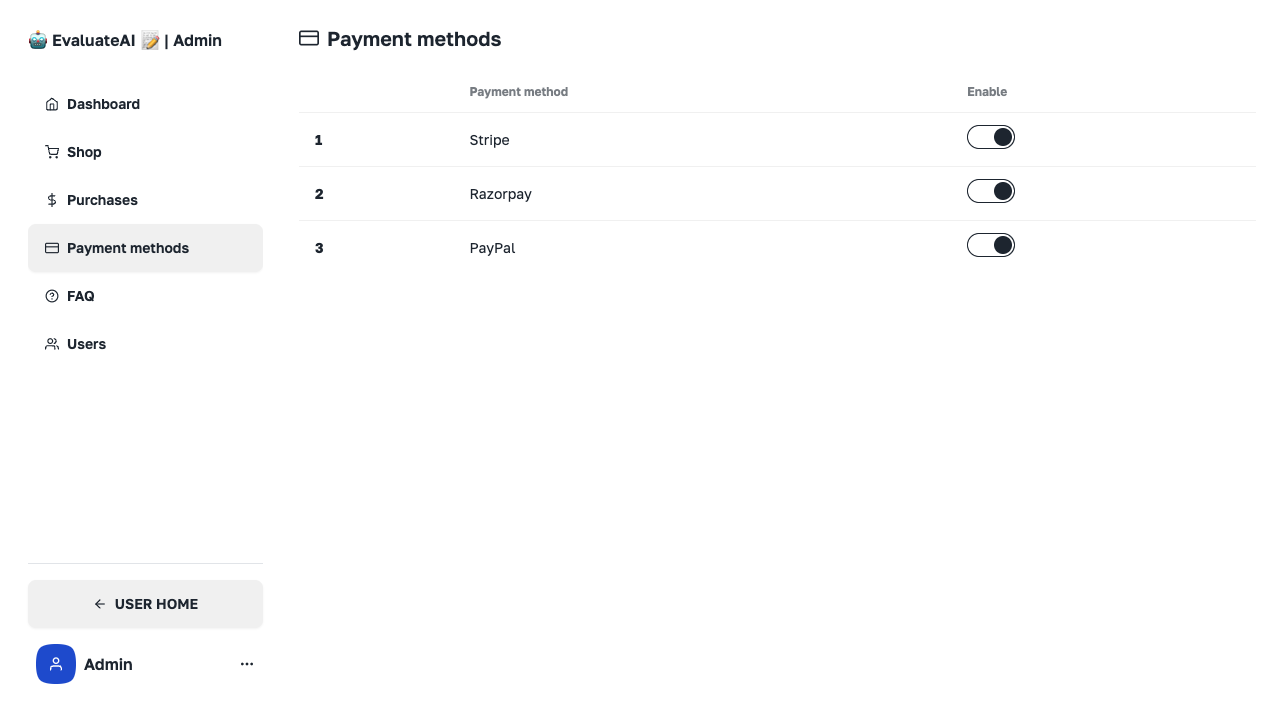 🤖 EvaluateAI 📝 | Admin
Dashboard
Shop
Purchases
Payment methods
FAQ
Users
USER HOME
Admin
Payment methods
Payment method Enable
1 Stripe
2 Razorpay
3 PayPal